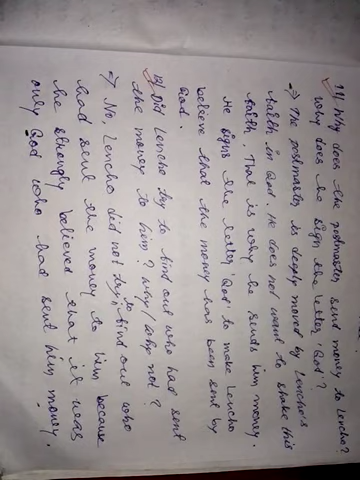 11) Why does the postmaster send money to Lencho?
Why does he sign the letter God?
→ The postmaster is deeply moved by Lencho's
faith in God. He does not want to shake this
faith. That is why he sends him money.
He signs the letter 'God' to make Lencho
believe that the money has been sent by
God.
12) Did Lencho try to find out who had sent
the money to him? Why/Why not?
→ No, Lencho did not try to find out who
had sent the money to him because
he strongly believed that it was
only God who had sent him money.